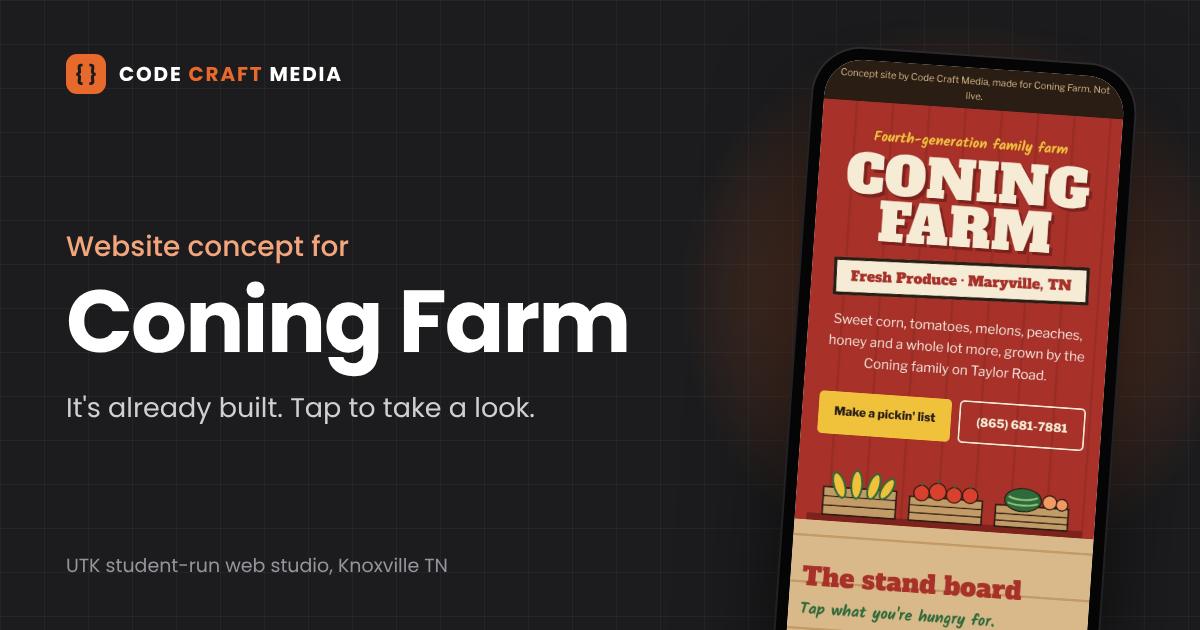 { } CODE CRAFT MEDIA
Website concept for
Coning Farm
It's already built. Tap to take a look.
UTK student-run web studio, Knoxville TN
Concept site by Code Craft Media, made for Coning Farm. Not
live.
Fourth-generation family farm
CONING
FARM
Fresh Produce · Maryville, TN
Sweet corn, tomatoes, melons, peaches,
honey and a whole lot more, grown by the
Coning family on Taylor Road.
Make a pickin' list
(865) 681-7881
The stand board
Tap what you're hungry for.